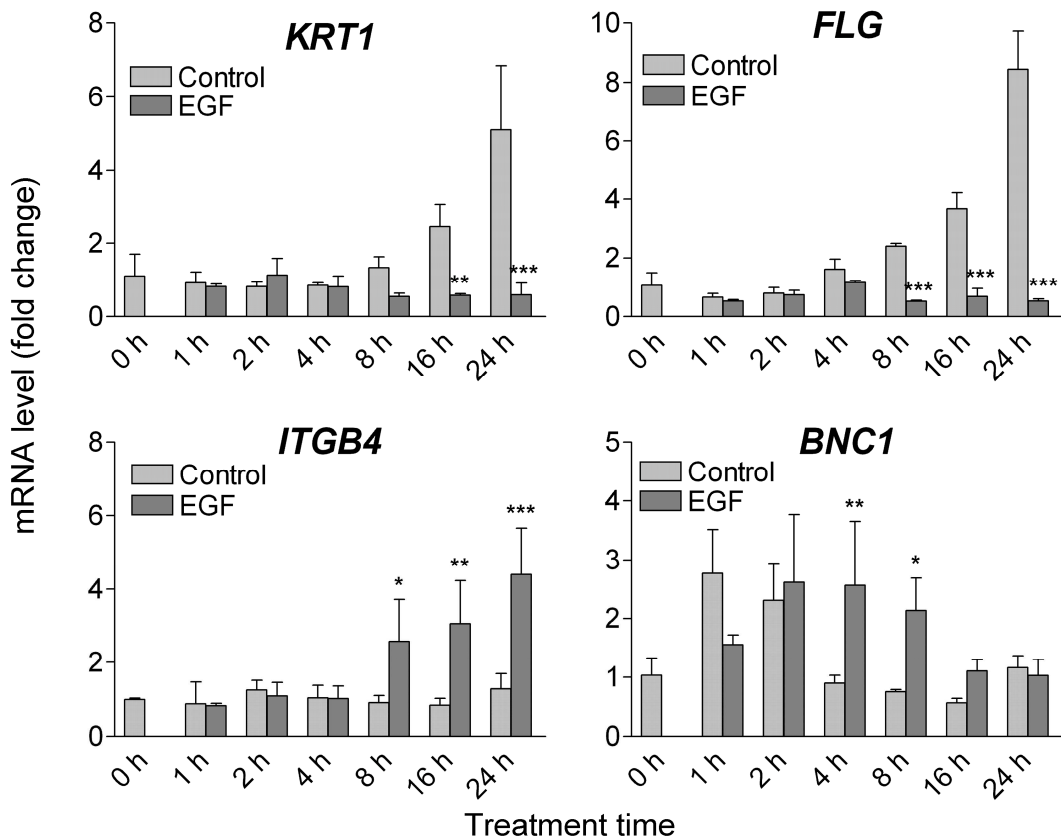 KRT1
Control
EGF
8
6
4
2
0
0 h
1 h
2 h
4 h
8 h
16 h
24 h
**
***
FLG
Control
EGF
10
8
6
4
2
0
0 h
1 h
2 h
4 h
8 h
16 h
24 h
***
***
***
mRNA level (fold change)
ITGB4
Control
EGF
8
6
4
2
0
0 h
1 h
2 h
4 h
8 h
16 h
24 h
*
**
***
BNC1
Control
EGF
5
4
3
2
1
0
0 h
1 h
2 h
4 h
8 h
16 h
24 h
**
*
Treatment time